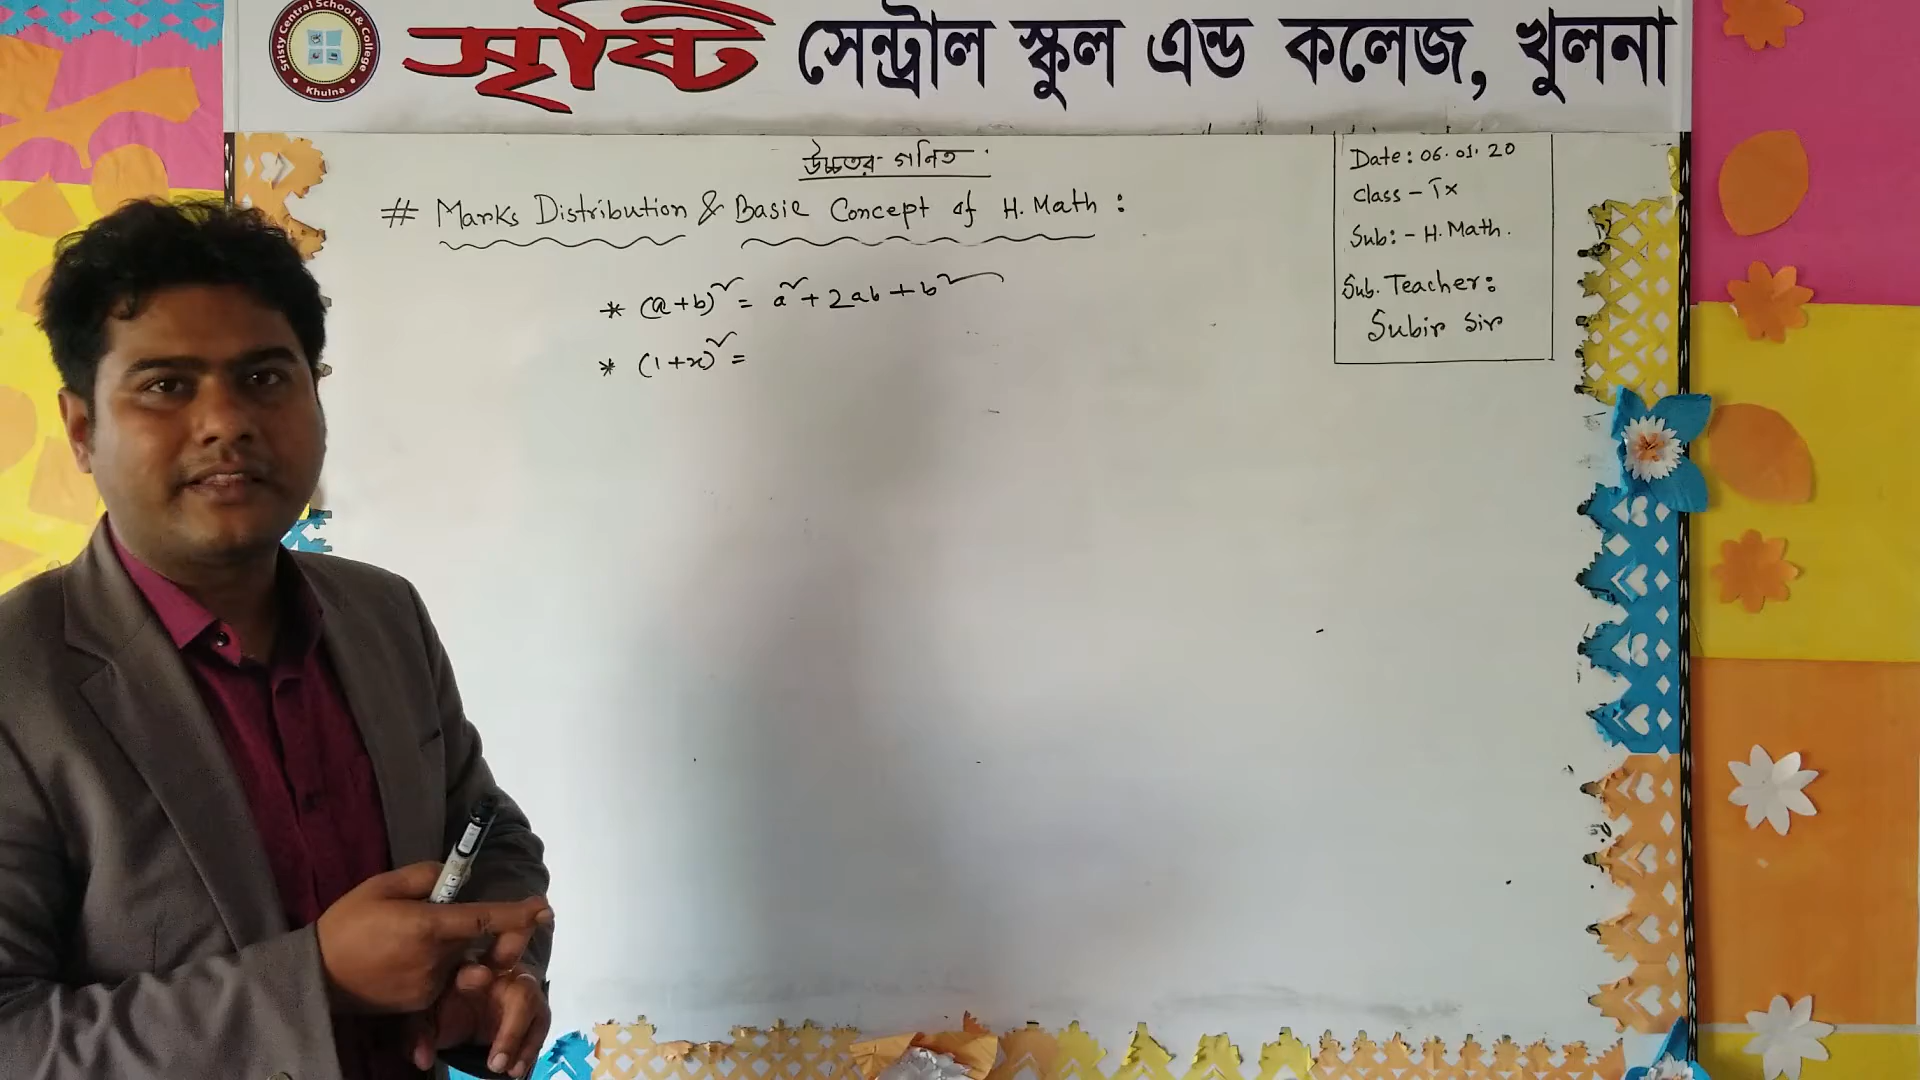 Sristy Central School & College
Khulna
সৃষ্টি সেন্ট্রাল স্কুল এন্ড কলেজ, খুলনা
উচ্চতর গনিত
# Marks Distribution & Basic Concept of H. Math :
* (a+b)² = a² + 2ab + b²
* (1+x)² =
Date: 06.01.20
Class - IX
Sub: - H. Math.
Sub. Teacher:
Subir Sir